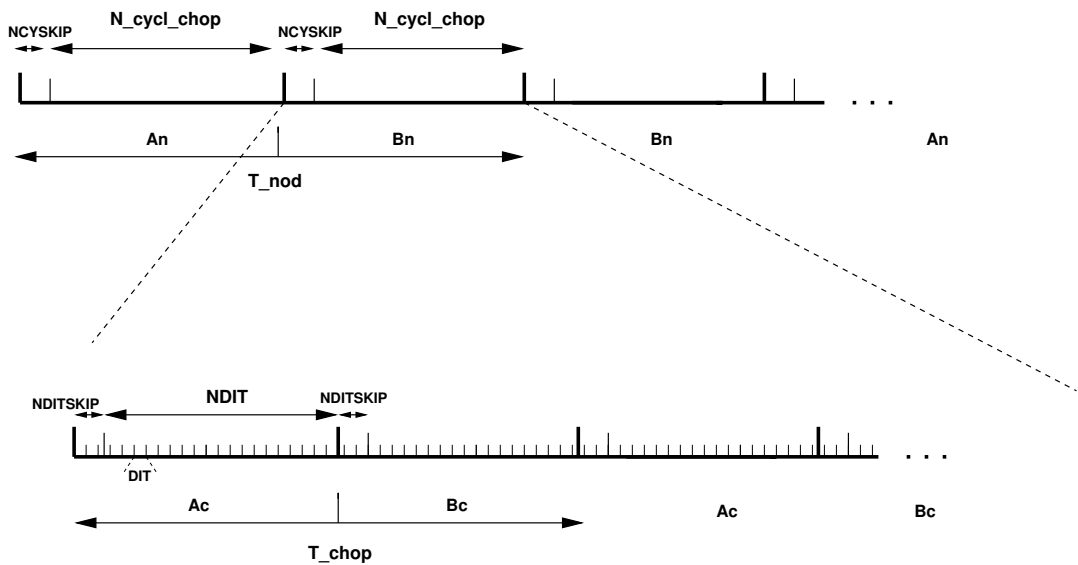 N_cycl_chop N_cycl_chop
NCYSKIP NCYSKIP
. . .
An Bn Bn An
T_nod
NDITSKIP NDIT NDITSKIP
. . .
DIT
Ac Bc Ac Bc
T_chop